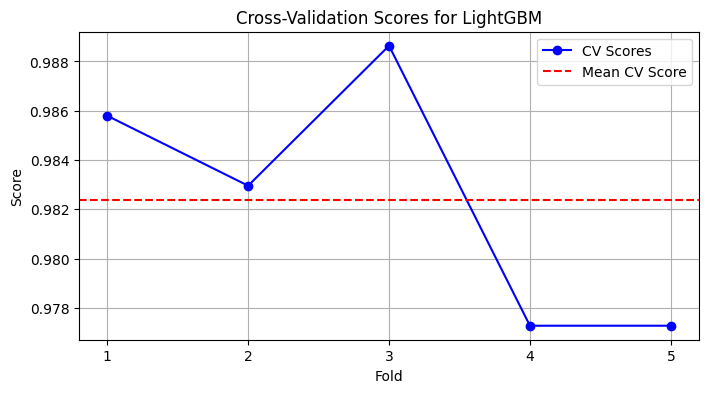 Cross-Validation Scores for LightGBM
CV Scores
Mean CV Score
0.988
0.986
0.984
0.982
0.980
0.978
Score
1 2 3 4 5
Fold